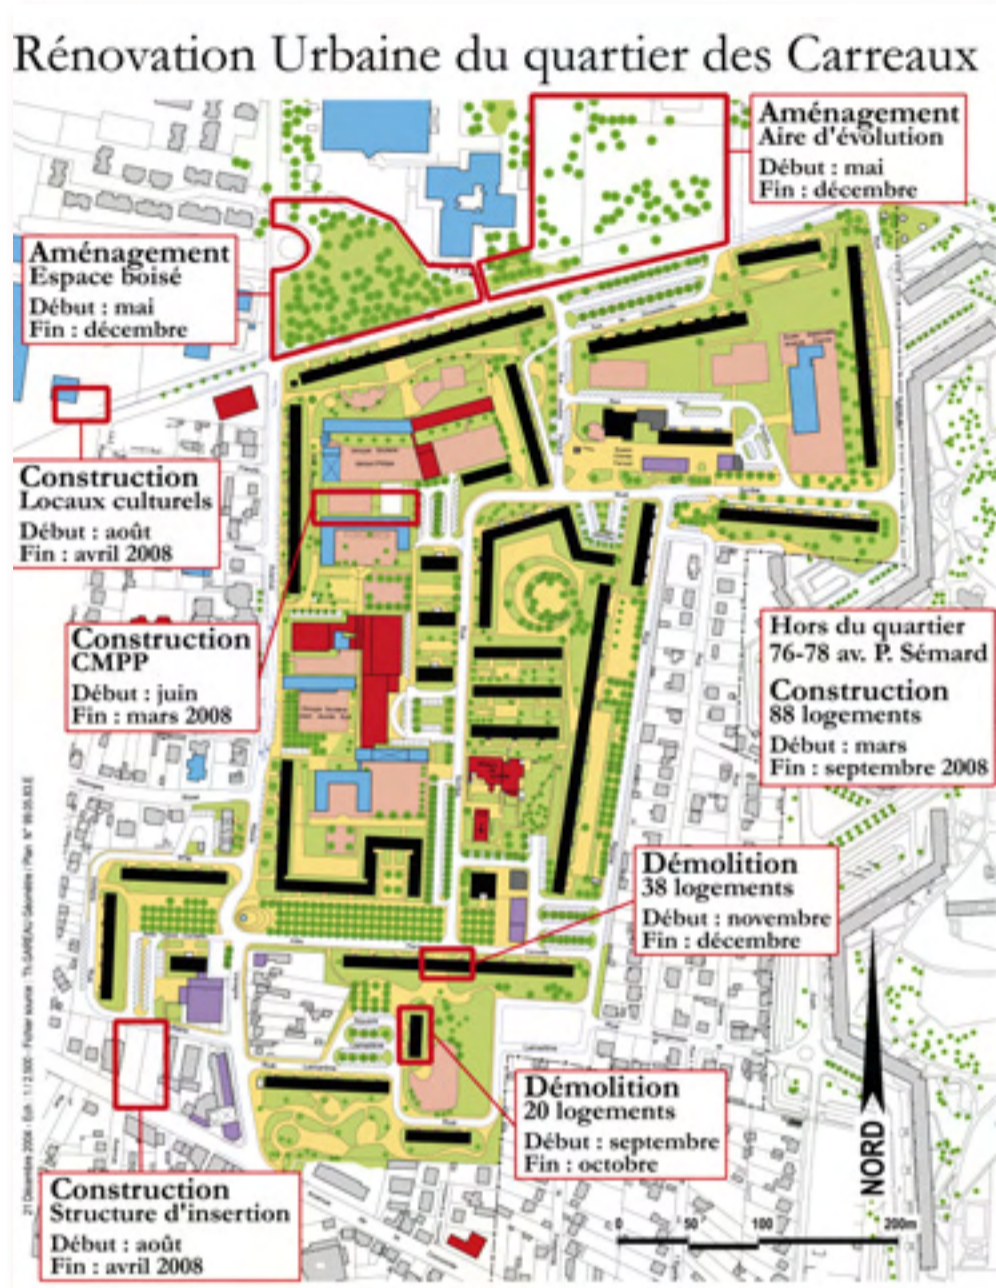 Rénovation Urbaine du quartier des Carreaux
Aménagement
Aire d'évolution
Début : mai
Fin : décembre
Aménagement
Espace boisé
Début : mai
Fin : décembre
Construction
Locaux culturels
Début : août
Fin : avril 2008
Construction
CMPP
Début : juin
Fin : mars 2008
Hors du quartier
76-78 av. P. Sémard
Construction
88 logements
Début : mars
Fin : septembre 2008
Démolition
38 logements
Début : novembre
Fin : décembre
Démolition
20 logements
Début : septembre
Fin : octobre
Construction
Structure d'insertion
Début : août
Fin : avril 2008
NORD
0 50 100 200m